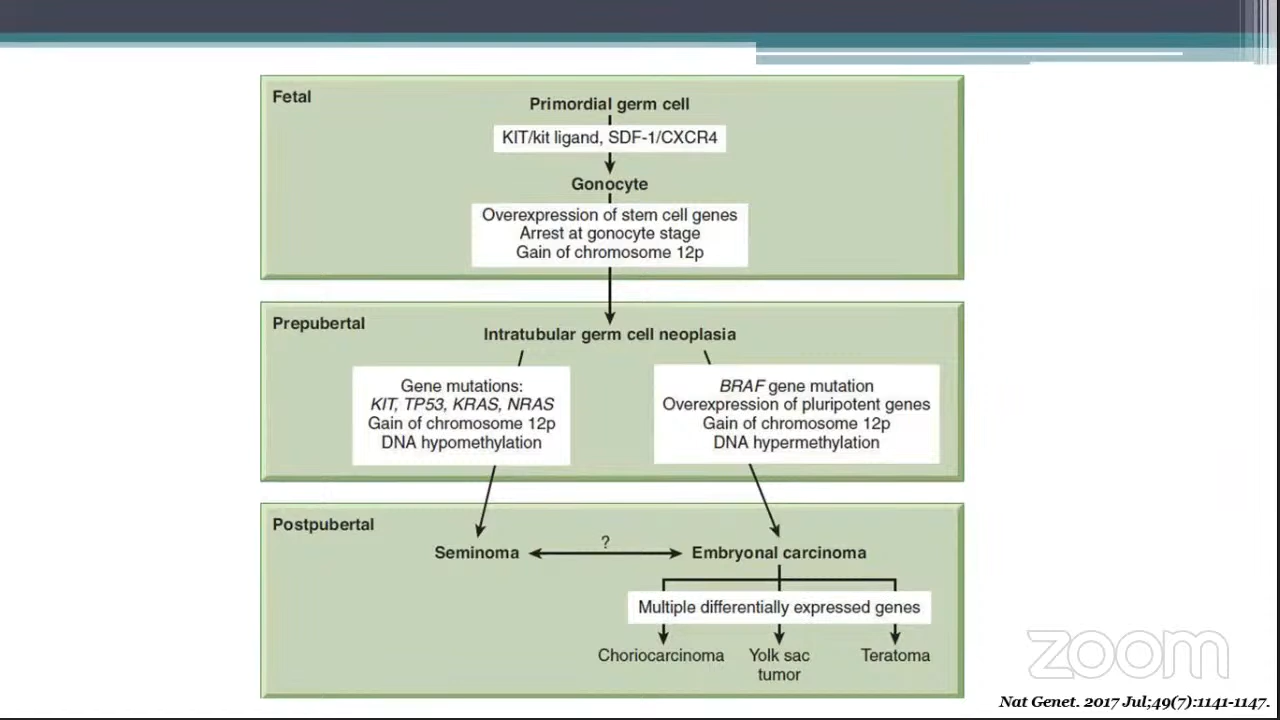 Fetal
Primordial germ cell
KIT/kit ligand, SDF-1/CXCR4
Gonocyte
Overexpression of stem cell genes
Arrest at gonocyte stage
Gain of chromosome 12p
Prepubertal
Intratubular germ cell neoplasia
Gene mutations:
KIT, TP53, KRAS, NRAS
Gain of chromosome 12p
DNA hypomethylation
BRAF gene mutation
Overexpression of pluripotent genes
Gain of chromosome 12p
DNA hypermethylation
Postpubertal
Seminoma
?
Embryonal carcinoma
Multiple differentially expressed genes
Choriocarcinoma
Yolk sac
tumor
Teratoma
zoom
Nat Genet. 2017 Jul;49(7):1141-1147.